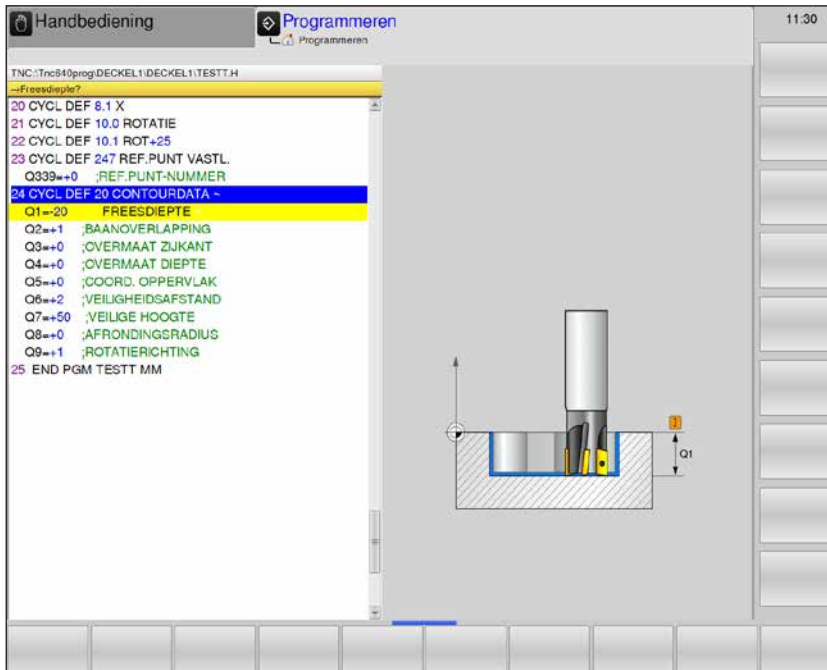 Handbediening
Programmeren
Programmeren
11:30
TNC:\Tnc640prog\DECKEL1\DECKEL1\TESTT.H
→Freesdiepte?
20 CYCL DEF 8.1 X
21 CYCL DEF 10.0 ROTATIE
22 CYCL DEF 10.1 ROT+25
23 CYCL DEF 247 REF.PUNT VASTL.
Q339=+0 ;REF.PUNT-NUMMER
24 CYCL DEF 20 CONTOURDATA ~
Q1=-20 FREESDIEPTE
Q2=+1 ;BAANOVERLAPPING
Q3=+0 ;OVERMAAT ZIJKANT
Q4=+0 ;OVERMAAT DIEPTE
Q5=+0 ;COORD. OPPERVLAK
Q6=+2 ;VEILIGHEIDSAFSTAND
Q7=+50 ;VEILIGE HOOGTE
Q8=+0 ;AFRONDINGSRADIUS
Q9=+1 ;ROTATIERICHTING
25 END PGM TESTT MM
Q1